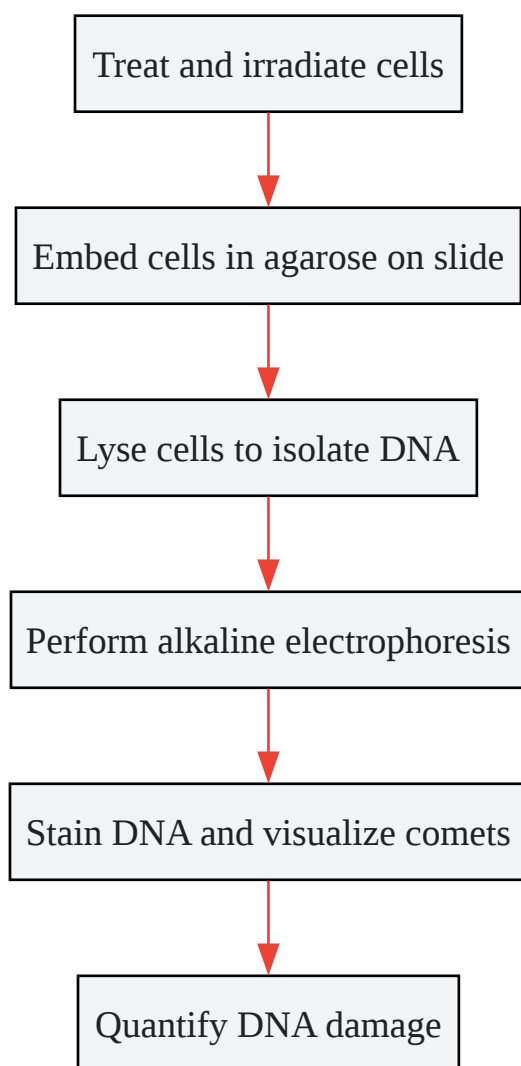 Treat and irradiate cells
Embed cells in agarose on slide
Lyse cells to isolate DNA
Perform alkaline electrophoresis
Stain DNA and visualize comets
Quantify DNA damage